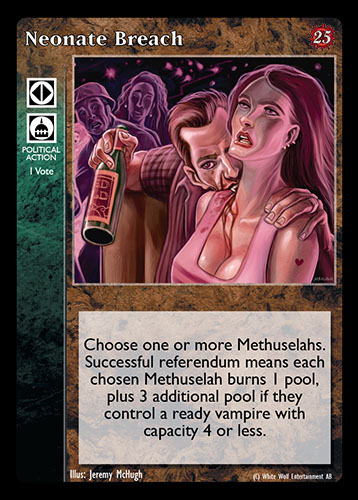 Neonate Breach
25
POLITICAL
ACTION
1 Vote
Choose one or more Methuselahs.
Successful referendum means each
chosen Methuselah burns 1 pool,
plus 3 additional pool if they
control a ready vampire with
capacity 4 or less.
Illus: Jeremy McHugh
(C) White Wolf Entertainment AB